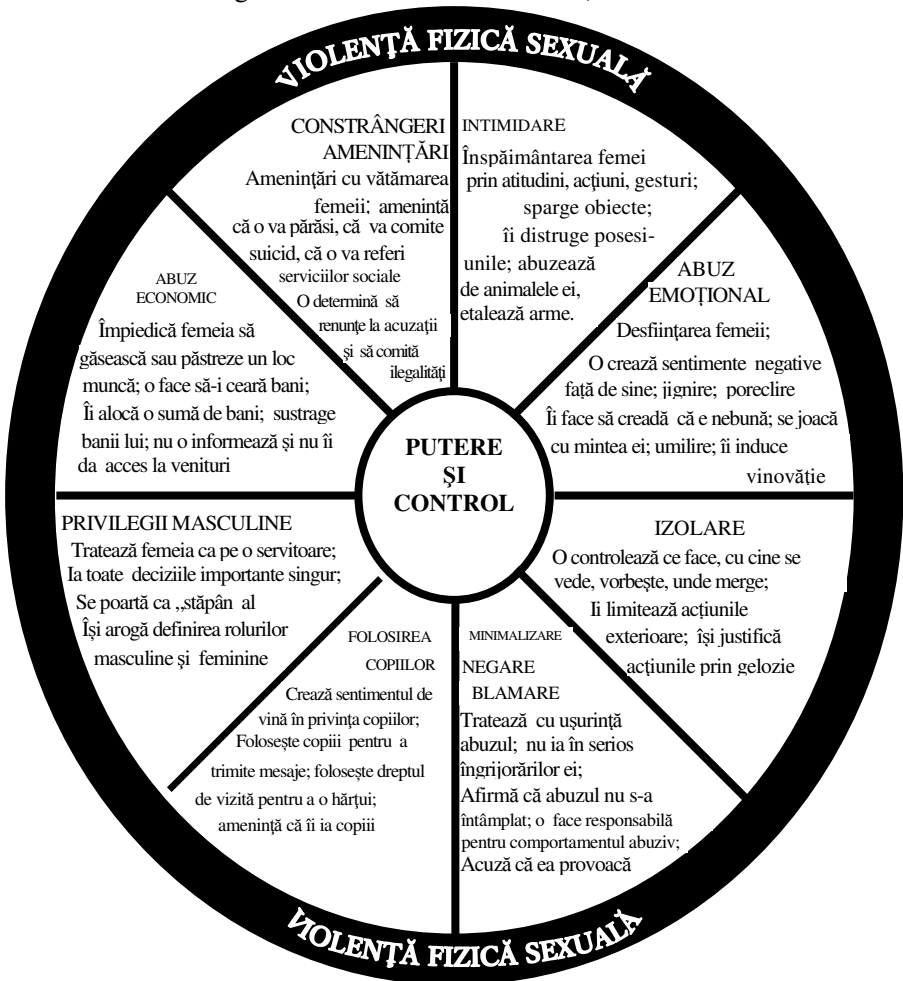 VIOLENȚĂ FIZICĂ SEXUALĂ
CONSTRÂNGERI
AMENINȚĂRI
Amenințări cu vătămarea
femeii; amenintă
că o va părăsi, că va comite
suicid, că o va referi
serviciilor sociale
O determină să
renunțe la acuzații
și să comită
ilegalități
INTIMIDARE
Înspăimântarea femei
prin atitudini, acțiuni, gesturi;
sparge obiecte;
îi distruge posesi-
unile; abuzează
de animalele ei,
etalează arme.
ABUZ
EMOȚIONAL
Desființarea femeii;
O crează sentimente negative
față de sine; jignire; poreclire
Îi face să creadă că e nebună; se joacă
cu mintea ei; umilire; îi induce
vinovăție
ABUZ
ECONOMIC
Împiedică femeia să
găsească sau păstreze un loc
muncă; o face să-i ceară bani;
Îi alocă o sumă de bani; sustrage
banii lui; nu o informează și nu îi
da acces la venituri
PUTERE
ŞI
CONTROL
PRIVILEGII MASCULINE
Tratează femeia ca pe o servitoare;
Ia toate deciziile importante singur;
Se poartă ca „stăpân al
Își arogă definirea rolurilor
masculine și feminine
IZOLARE
O controlează ce face, cu cine se
vede, vorbește, unde merge;
Ii limitează acțiunile
exterioare; își justifică
acțiunile prin gelozie
FOLOSIREA
COPIILOR
Crează sentimentul de
vină în privința copiilor;
Folosește copiii pentru a
trimite mesaje; folosește dreptul
de vizită pentru a o hărțui;
amenință că îi ia copiii
MINIMALIZARE
NEGARE
BLAMARE
Tratează cu ușurință
abuzul; nu ia în serios
îngrijorărilor ei;
Afirmă că abuzul nu s-a
întâmplat; o face responsabilă
pentru comportamentul abuziv;
Acuză că ea provoacă
VIOLENŢĂ FIZICĂ SEXUALĂ